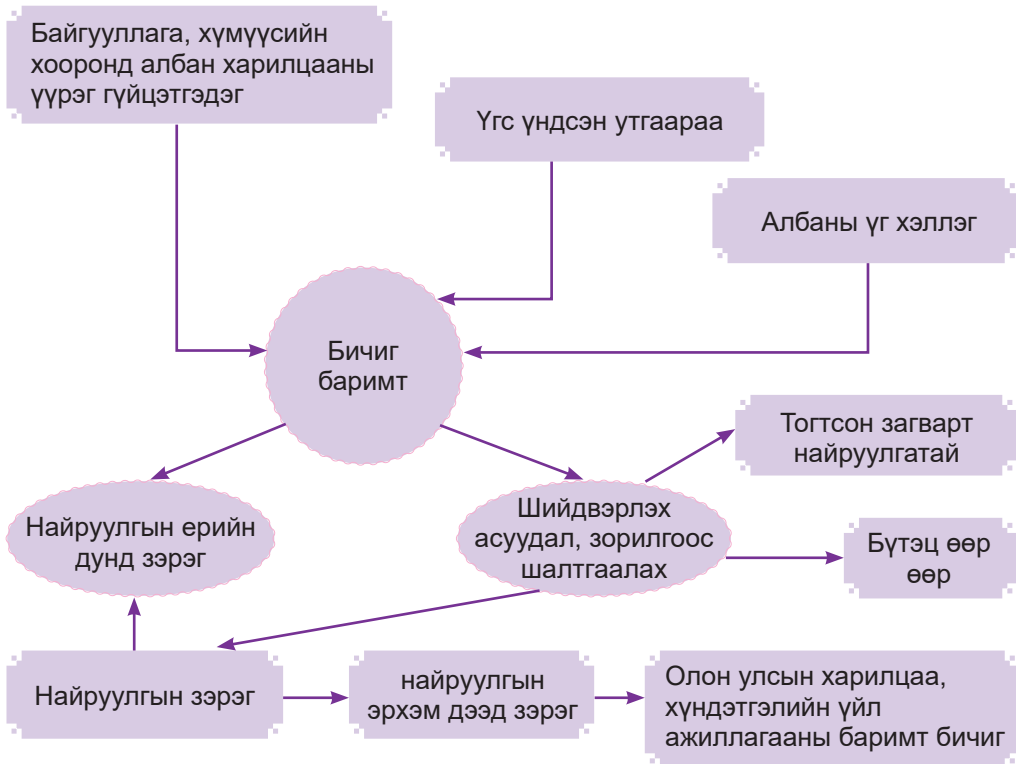 Байгууллага, хүмүүсийн
хооронд албан харилцааны
үүрэг гүйцэтгэдэг
Үгс үндсэн утгаараа
Албаны үг хэллэг
Бичиг
баримт
Тогтсон загварт
найруулгатай
Найруулгын ерийн
дунд зэрэг
Шийдвэрлэх
асуудал, зорилгоос
шалтгаалах
Бүтэц өөр
өөр
Найруулгын зэрэг
найруулгын
эрхэм дээд зэрэг
Олон улсын харилцаа,
хүндэтгэлийн үйл
ажиллагааны баримт бичиг